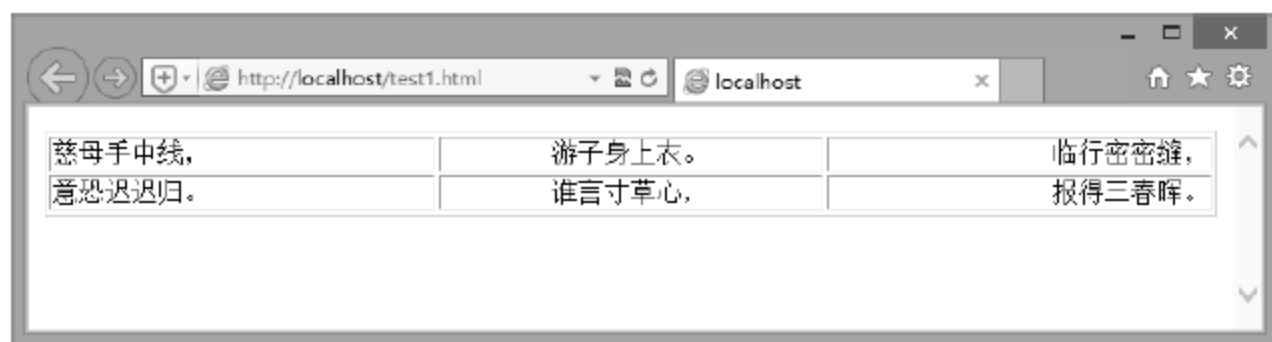 http://localhost/test1.html localhost
慈母手中线， 游子身上衣。 临行密密缝，
意恐迟迟归。 谁言寸草心， 报得三春晖。